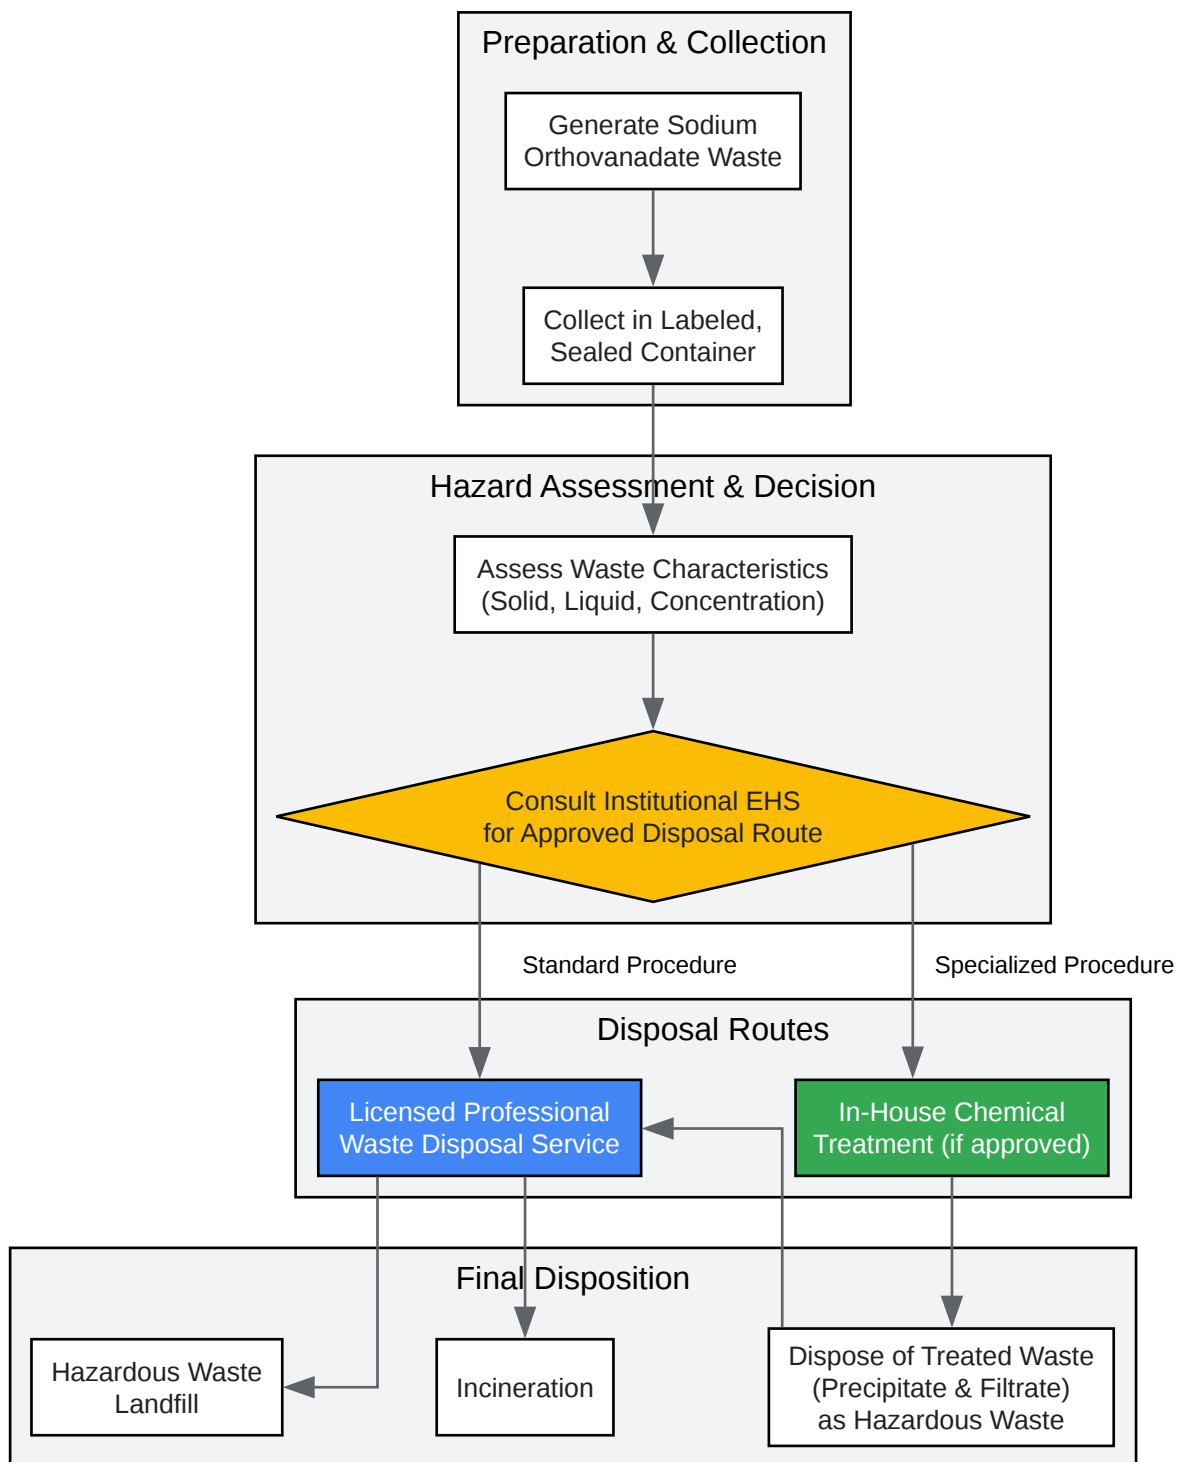 Preparation & Collection
Generate Sodium
Orthovanadate Waste
Collect in Labeled,
Sealed Container
Hazard Assessment & Decision
Assess Waste Characteristics
(Solid, Liquid, Concentration)
Consult Institutional EHS
for Approved Disposal Route
Standard Procedure
Specialized Procedure
Disposal Routes
Licensed Professional
Waste Disposal Service
In-House Chemical
Treatment (if approved)
Final Disposition
Hazardous Waste
Landfill
Incineration
Dispose of Treated Waste
(Precipitate & Filtrate)
as Hazardous Waste